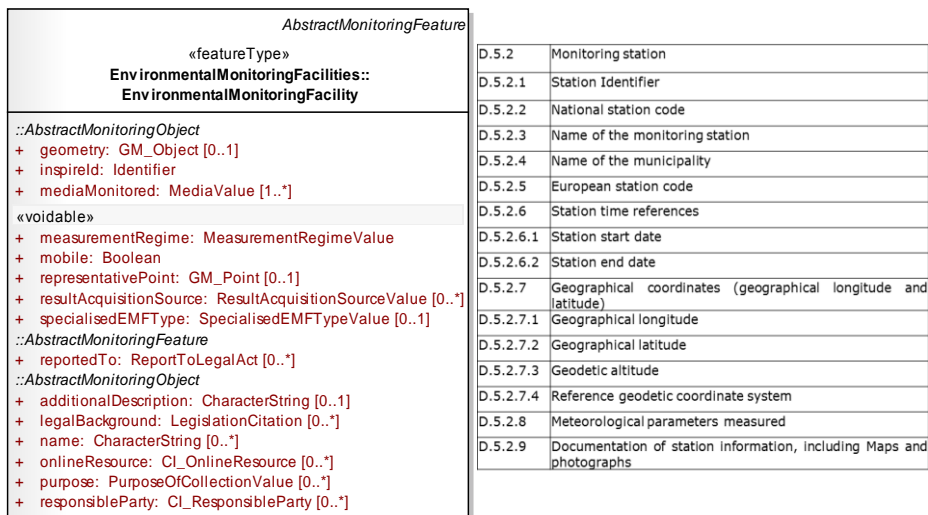 AbstractMonitoringFeature
«featureType»
EnvironmentalMonitoringFacilities::
EnvironmentalMonitoringFacility
::AbstractMonitoringObject
+ geometry: GM_Object [0..1]
+ inspireId: Identifier
+ mediaMonitored: MediaValue [1..*]
«voidable»
+ measurementRegime: MeasurementRegimeValue
+ mobile: Boolean
+ representativePoint: GM_Point [0..1]
+ resultAcquisitionSource: ResultAcquisitionSourceValue [0..*]
+ specialisedEMFType: SpecialisedEMFTypeValue [0..1]
::AbstractMonitoringFeature
+ reportedTo: ReportToLegalAct [0..*]
::AbstractMonitoringObject
+ additionalDescription: CharacterString [0..1]
+ legalBackground: LegislationCitation [0..*]
+ name: CharacterString [0..*]
+ onlineResource: CI_OnlineResource [0..*]
+ purpose: PurposeOfCollectionValue [0..*]
+ responsibleParty: CI_ResponsibleParty [0..*]
D.5.2 Monitoring station
D.5.2.1 Station Identifier
D.5.2.2 National station code
D.5.2.3 Name of the monitoring station
D.5.2.4 Name of the municipality
D.5.2.5 European station code
D.5.2.6 Station time references
D.5.2.6.1 Station start date
D.5.2.6.2 Station end date
D.5.2.7 Geographical coordinates (geographical longitude and
latitude)
D.5.2.7.1 Geographical longitude
D.5.2.7.2 Geographical latitude
D.5.2.7.3 Geodetic altitude
D.5.2.7.4 Reference geodetic coordinate system
D.5.2.8 Meteorological parameters measured
D.5.2.9 Documentation of station information, including Maps and
photographs